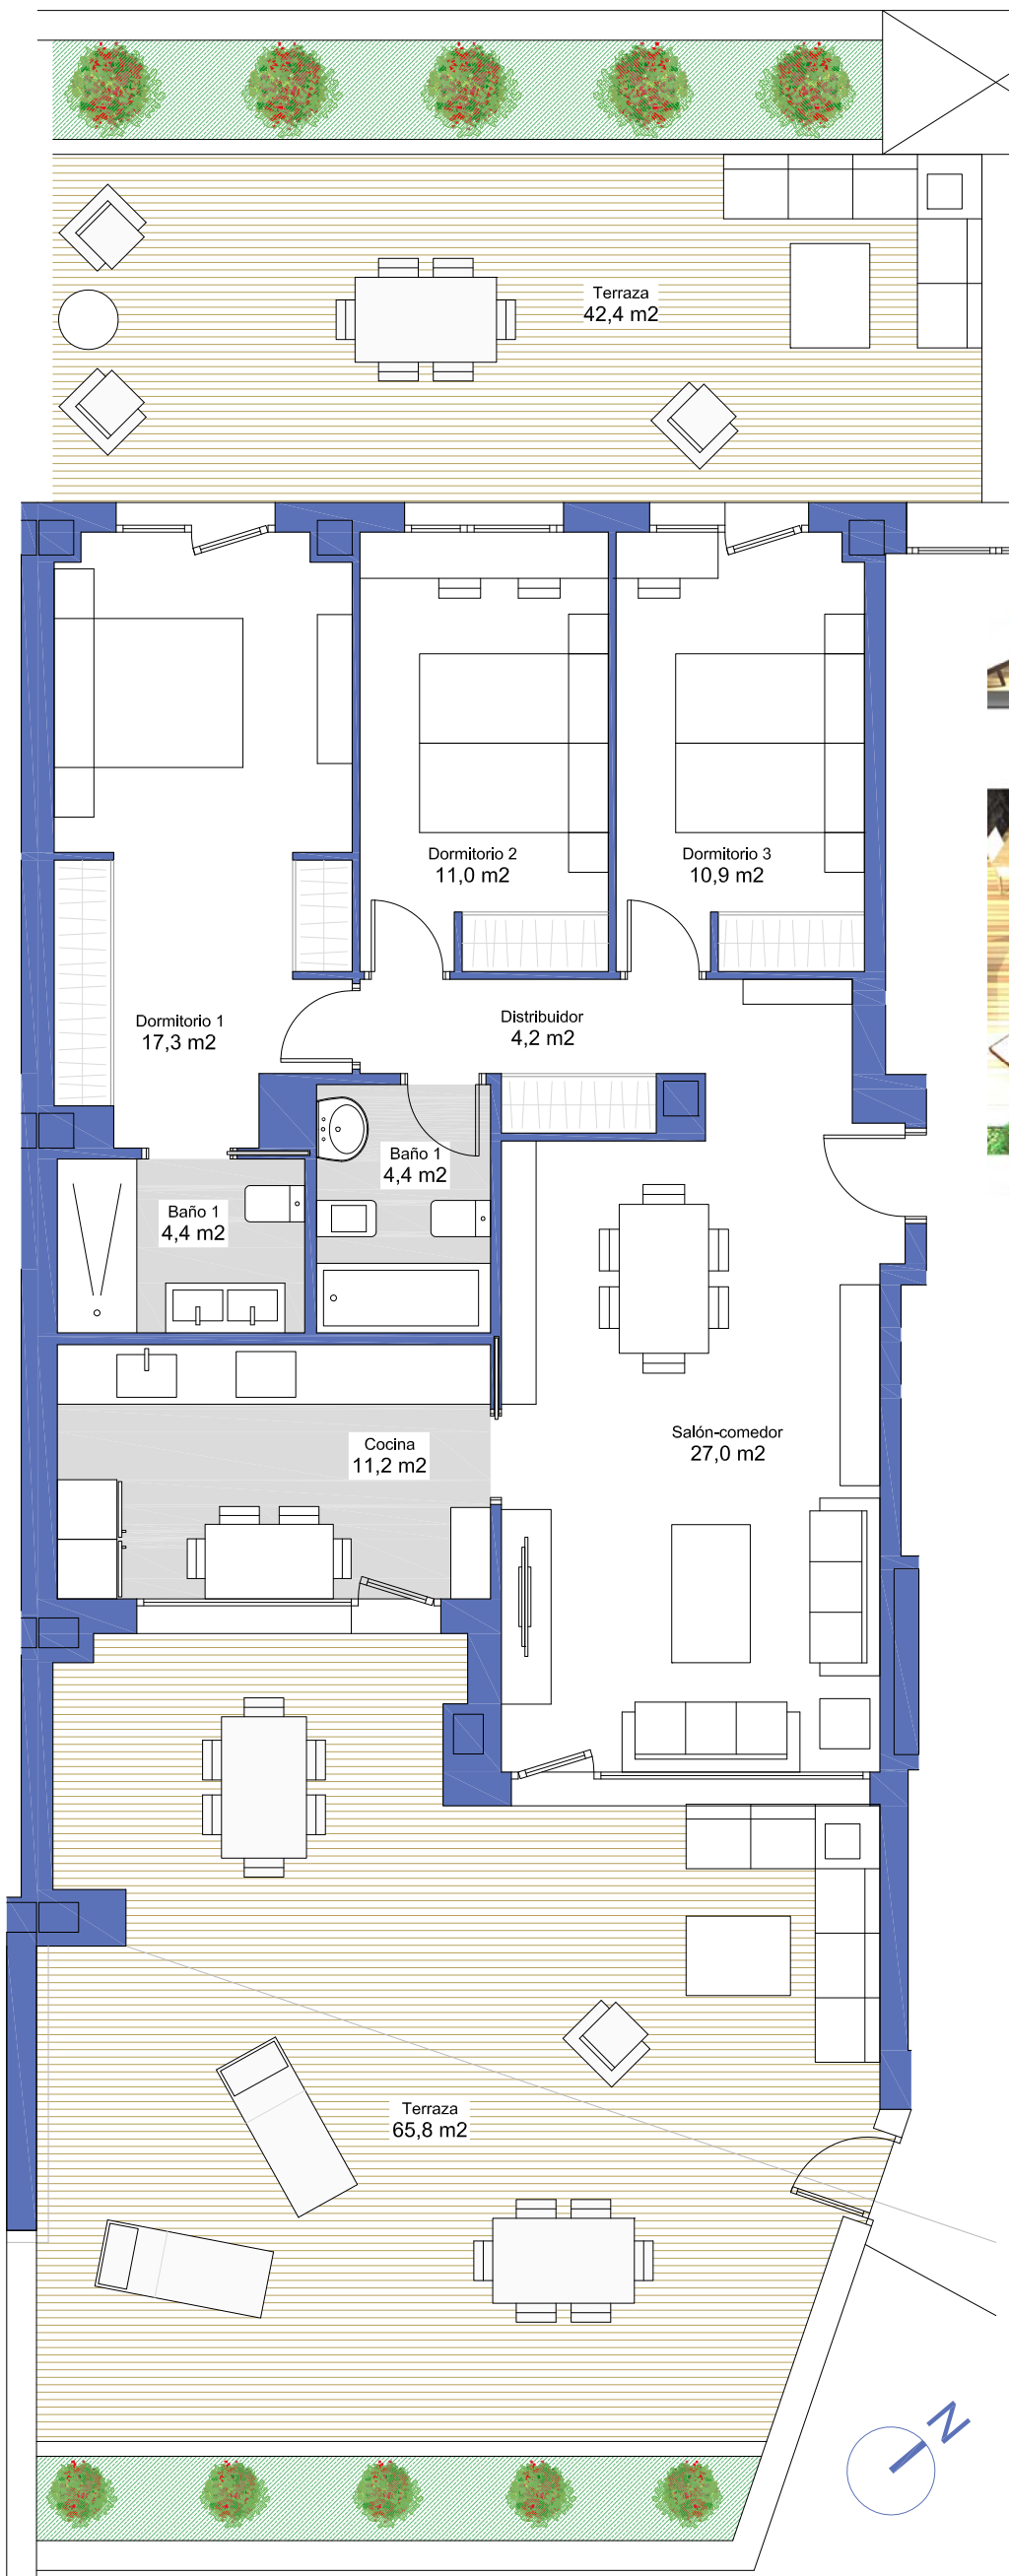 Terraza
42,4 m2
Dormitorio 2
11,0 m2
Dormitorio 3
10,9 m2
Dormitorio 1
17,3 m2
Distribuidor
4,2 m2
Baño 1
4,4 m2
Baño 1
4,4 m2
Cocina
11,2 m2
Salón-comedor
27,0 m2
Terraza
65,8 m2
N